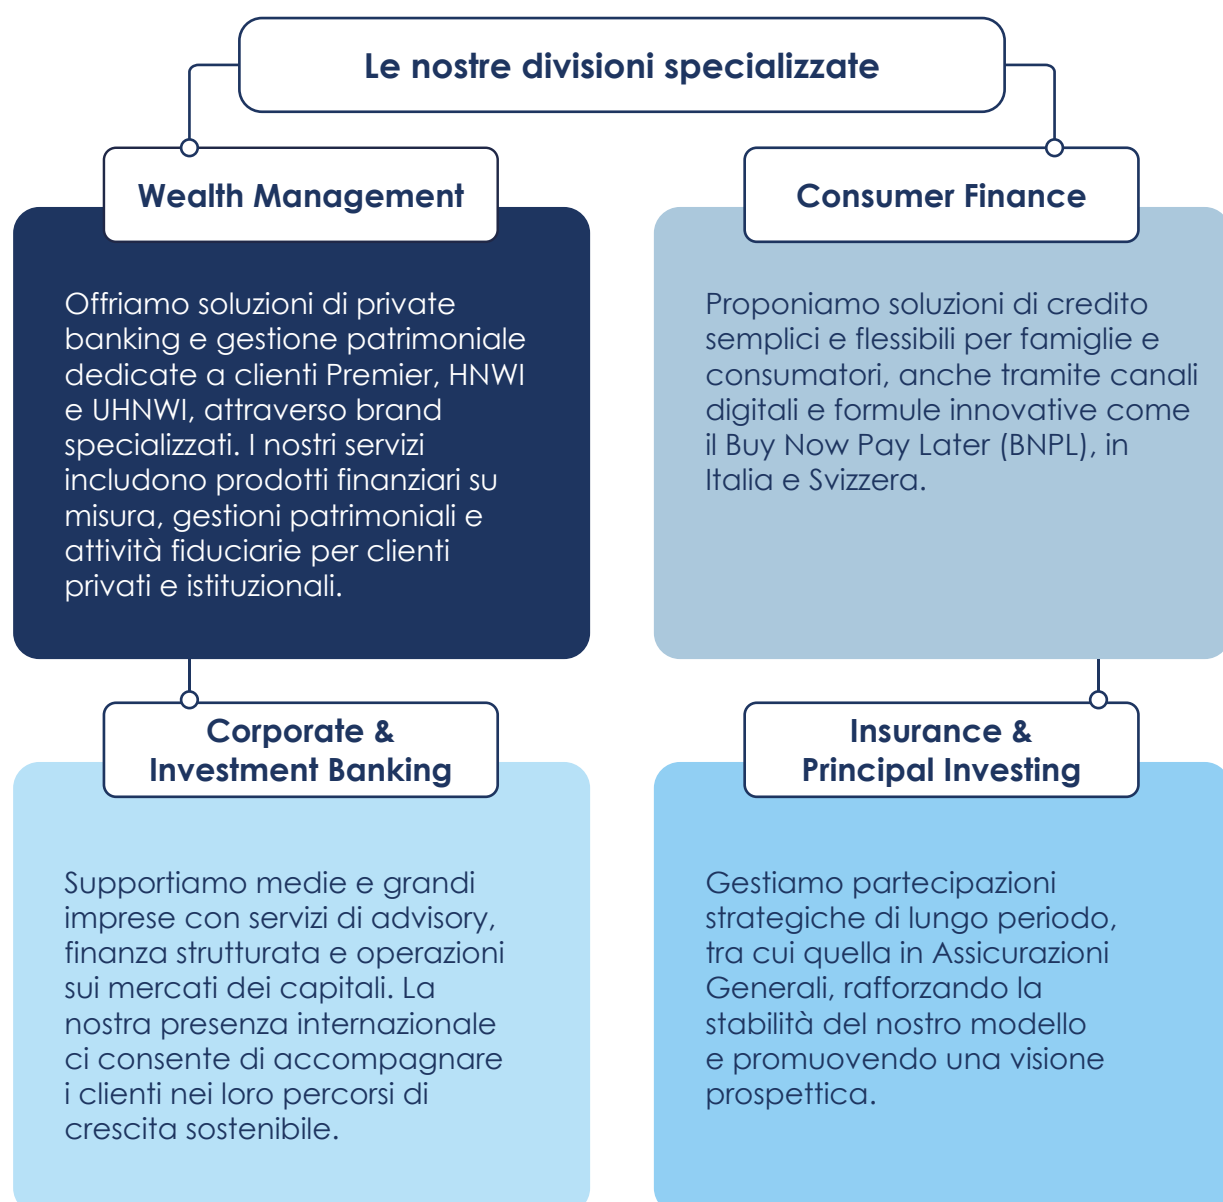 Le nostre divisioni specializzate
Wealth Management
Offriamo soluzioni di private
banking e gestione patrimoniale
dedicate a clienti Premier, HNWI
e UHNWI, attraverso brand
specializzati. I nostri servizi
includono prodotti finanziari su
misura, gestioni patrimoniali e
attività fiduciarie per clienti
privati e istituzionali.
Consumer Finance
Proponiamo soluzioni di credito
semplici e flessibili per famiglie e
consumatori, anche tramite canali
digitali e formule innovative come
il Buy Now Pay Later (BNPL), in
Italia e Svizzera.
Corporate &
Investment Banking
Supportiamo medie e grandi
imprese con servizi di advisory,
finanza strutturata e operazioni
sui mercati dei capitali. La
nostra presenza internazionale
ci consente di accompagnare
i clienti nei loro percorsi di
crescita sostenibile.
Insurance &
Principal Investing
Gestiamo partecipazioni
strategiche di lungo periodo,
tra cui quella in Assicurazioni
Generali, rafforzando la
stabilità del nostro modello
e promuovendo una visione
prospettica.